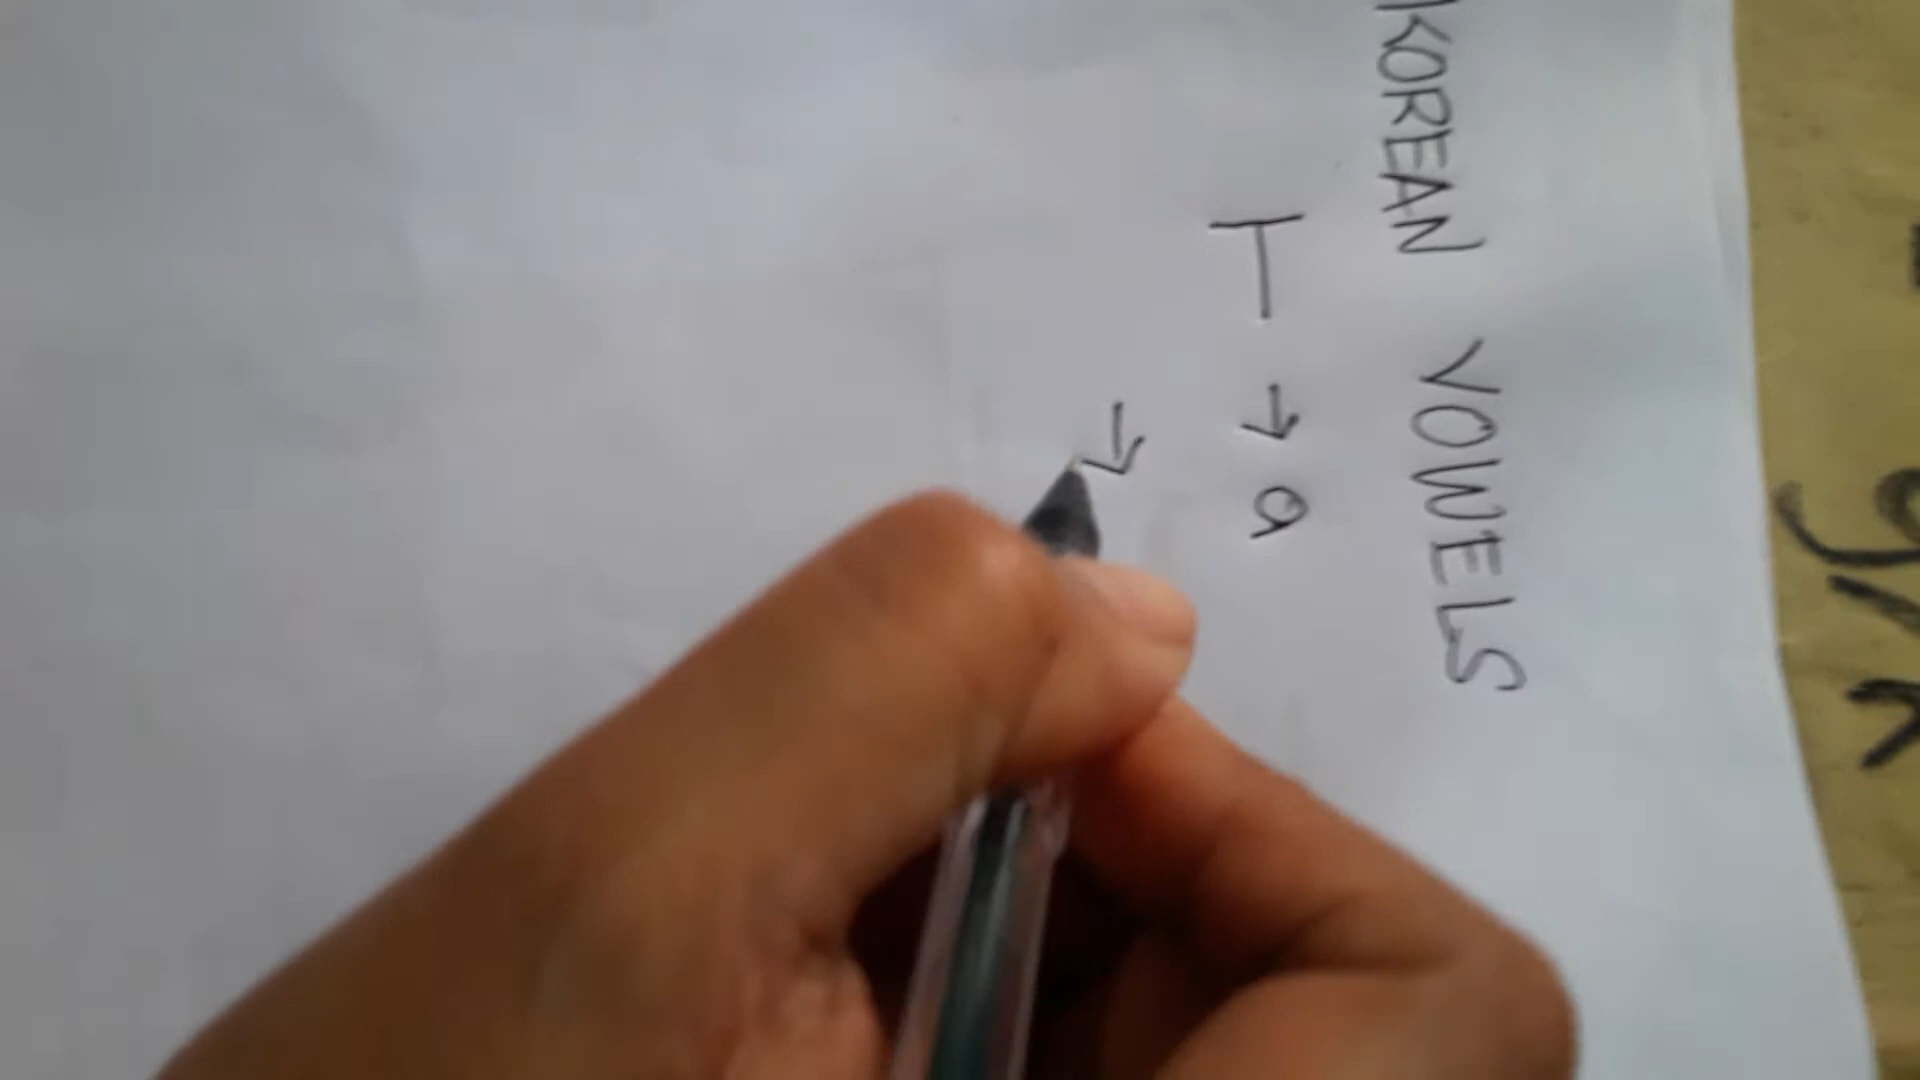 KOREAN VOWELS
ㅏ → a
→